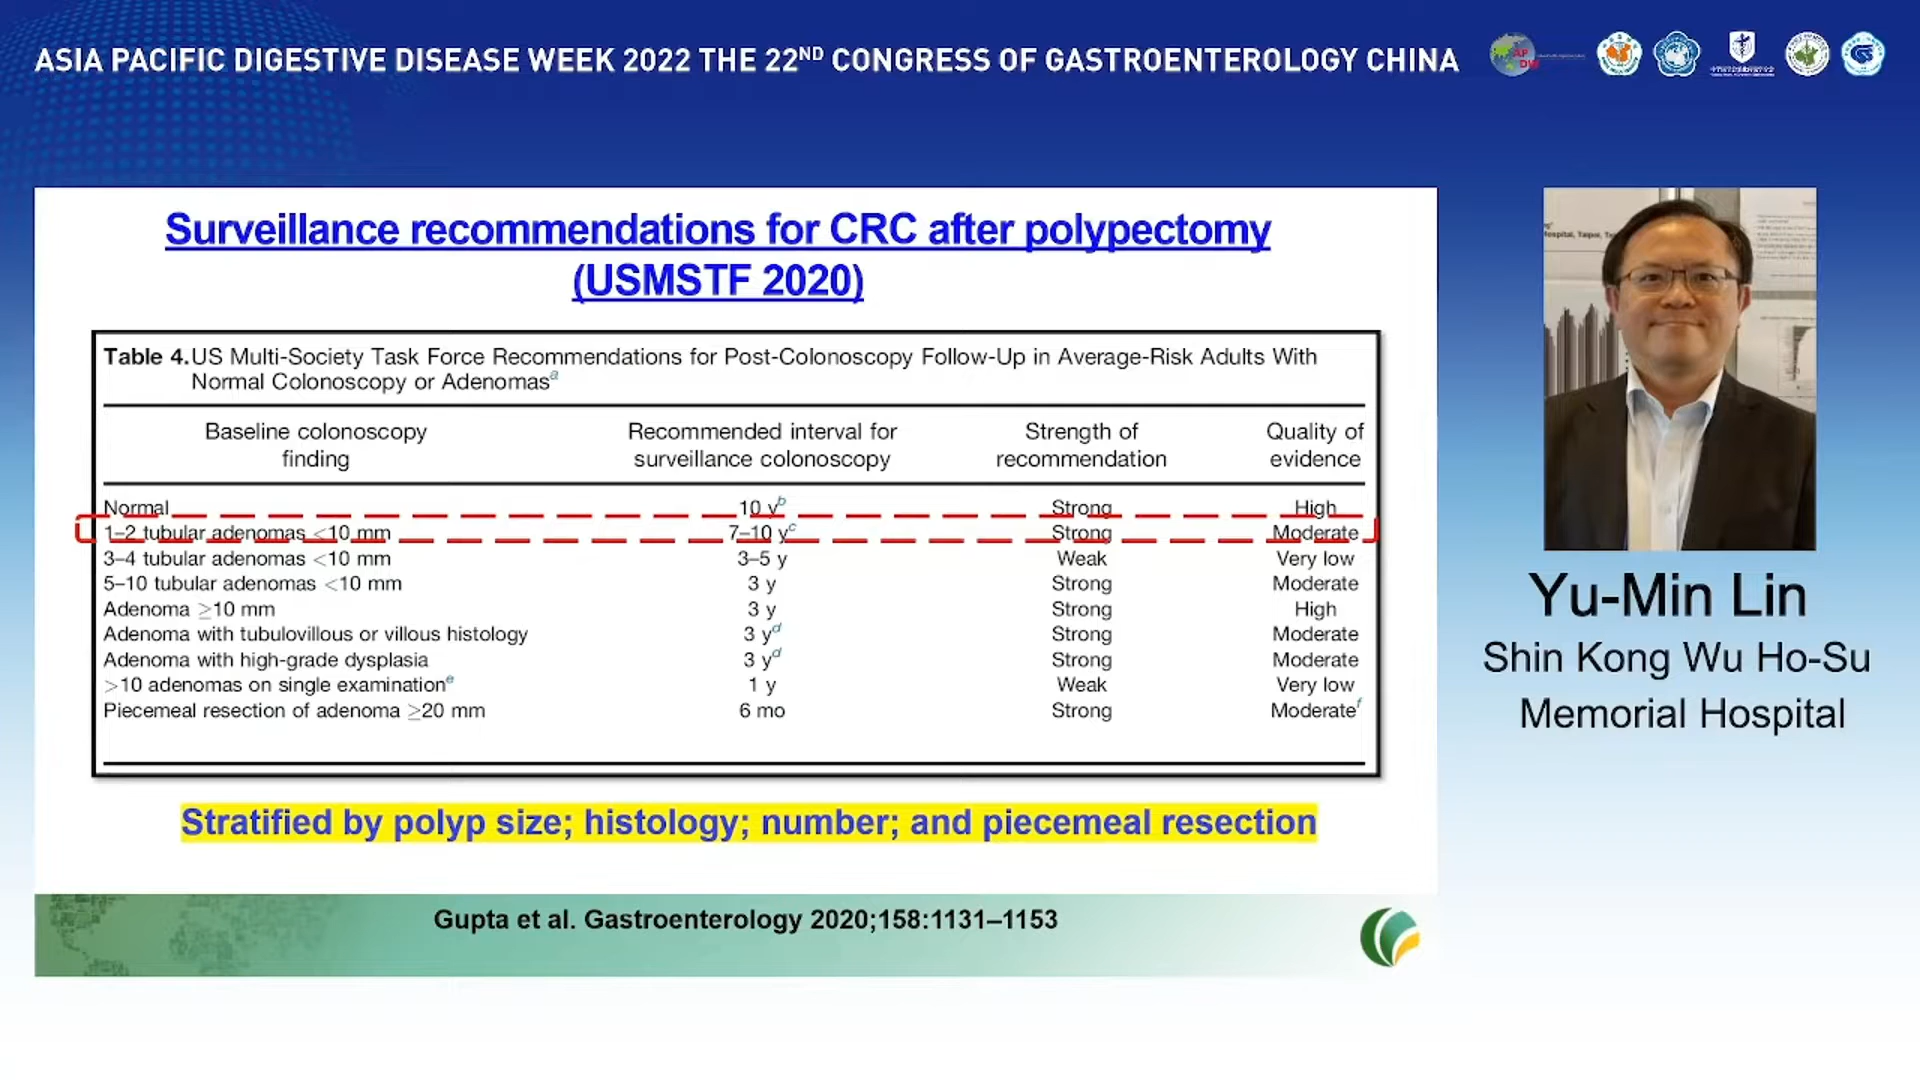 ASIA PACIFIC DIGESTIVE DISEASE WEEK 2022 THE 22ND CONGRESS OF GASTROENTEROLOGY CHINA
Surveillance recommendations for CRC after polypectomy
(USMSTF 2020)
Table 4. US Multi-Society Task Force Recommendations for Post-Colonoscopy Follow-Up in Average-Risk Adults With
Normal Colonoscopy or Adenomas^a
Baseline colonoscopy finding	Recommended interval for surveillance colonoscopy	Strength of recommendation	Quality of evidence
Normal	10 y^b	Strong	High
1–2 tubular adenomas <10 mm	7–10 y^c	Strong	Moderate
3–4 tubular adenomas <10 mm	3–5 y	Weak	Very low
5–10 tubular adenomas <10 mm	3 y	Strong	Moderate
Adenoma ≥10 mm	3 y	Strong	High
Adenoma with tubulovillous or villous histology	3 y^d	Strong	Moderate
Adenoma with high-grade dysplasia	3 y^d	Strong	Moderate
>10 adenomas on single examination^e	1 y	Weak	Very low
Piecemeal resection of adenoma ≥20 mm	6 mo	Strong	Moderate^f
Stratified by polyp size; histology; number; and piecemeal resection
Gupta et al. Gastroenterology 2020;158:1131–1153
Yu-Min Lin
Shin Kong Wu Ho-Su
Memorial Hospital